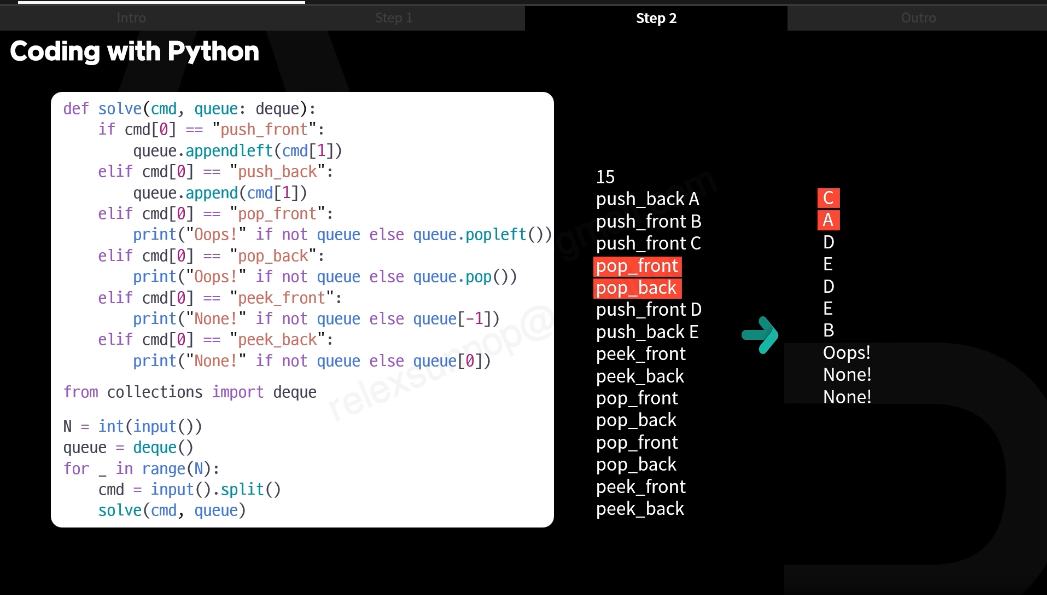 Intro
Step 1
Step 2
Outro
Coding with Python
def solve(cmd, queue: deque):
    if cmd[0] == "push_front":
        queue.appendleft(cmd[1])
    elif cmd[0] == "push_back":
        queue.append(cmd[1])
    elif cmd[0] == "pop_front":
        print("Oops!" if not queue else queue.popleft())
    elif cmd[0] == "pop_back":
        print("Oops!" if not queue else queue.pop())
    elif cmd[0] == "peek_front":
        print("None!" if not queue else queue[-1])
    elif cmd[0] == "peek_back":
        print("None!" if not queue else queue[0])
from collections import deque
N = int(input())
queue = deque()
for _ in range(N):
    cmd = input().split()
    solve(cmd, queue)
15
push_back A
push_front B
push_front C
pop_front
pop_back
push_front D
push_back E
peek_front
peek_back
pop_front
pop_back
pop_front
pop_back
peek_front
peek_back
C
A
D
E
D
E
B
Oops!
None!
None!